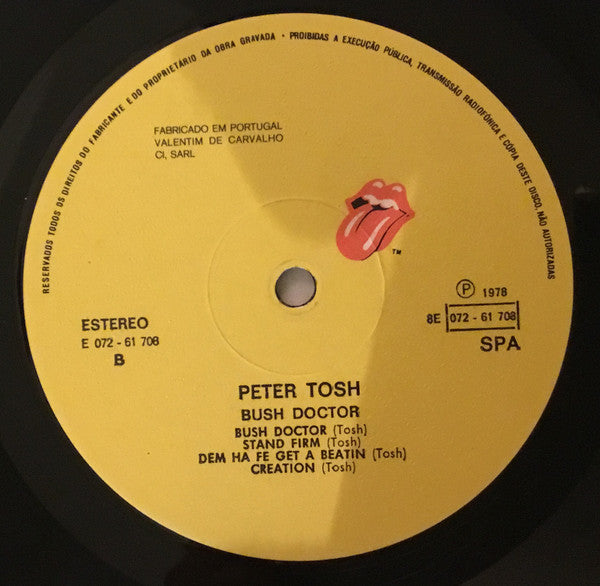 RESERVADOS TODOS OS DIREITOS DO FABRICANTE E DO PROPRIETÁRIO DA OBRA GRAVADA • PROIBIDAS A EXECUÇÃO PÚBLICA, TRANSMISSÃO RADIOFÓNICA E CÓPIA DESTE DISCO, NÃO AUTORIZADAS
FABRICADO EM PORTUGAL
VALENTIM DE CARVALHO
CI, SARL
TM
ESTEREO
E 072 - 61 708
B
P 1978
8E 072 - 61 708
SPA
PETER TOSH
BUSH DOCTOR
BUSH DOCTOR (Tosh)
STAND FIRM (Tosh)
DEM HA FE GET A BEATIN (Tosh)
CREATION (Tosh)